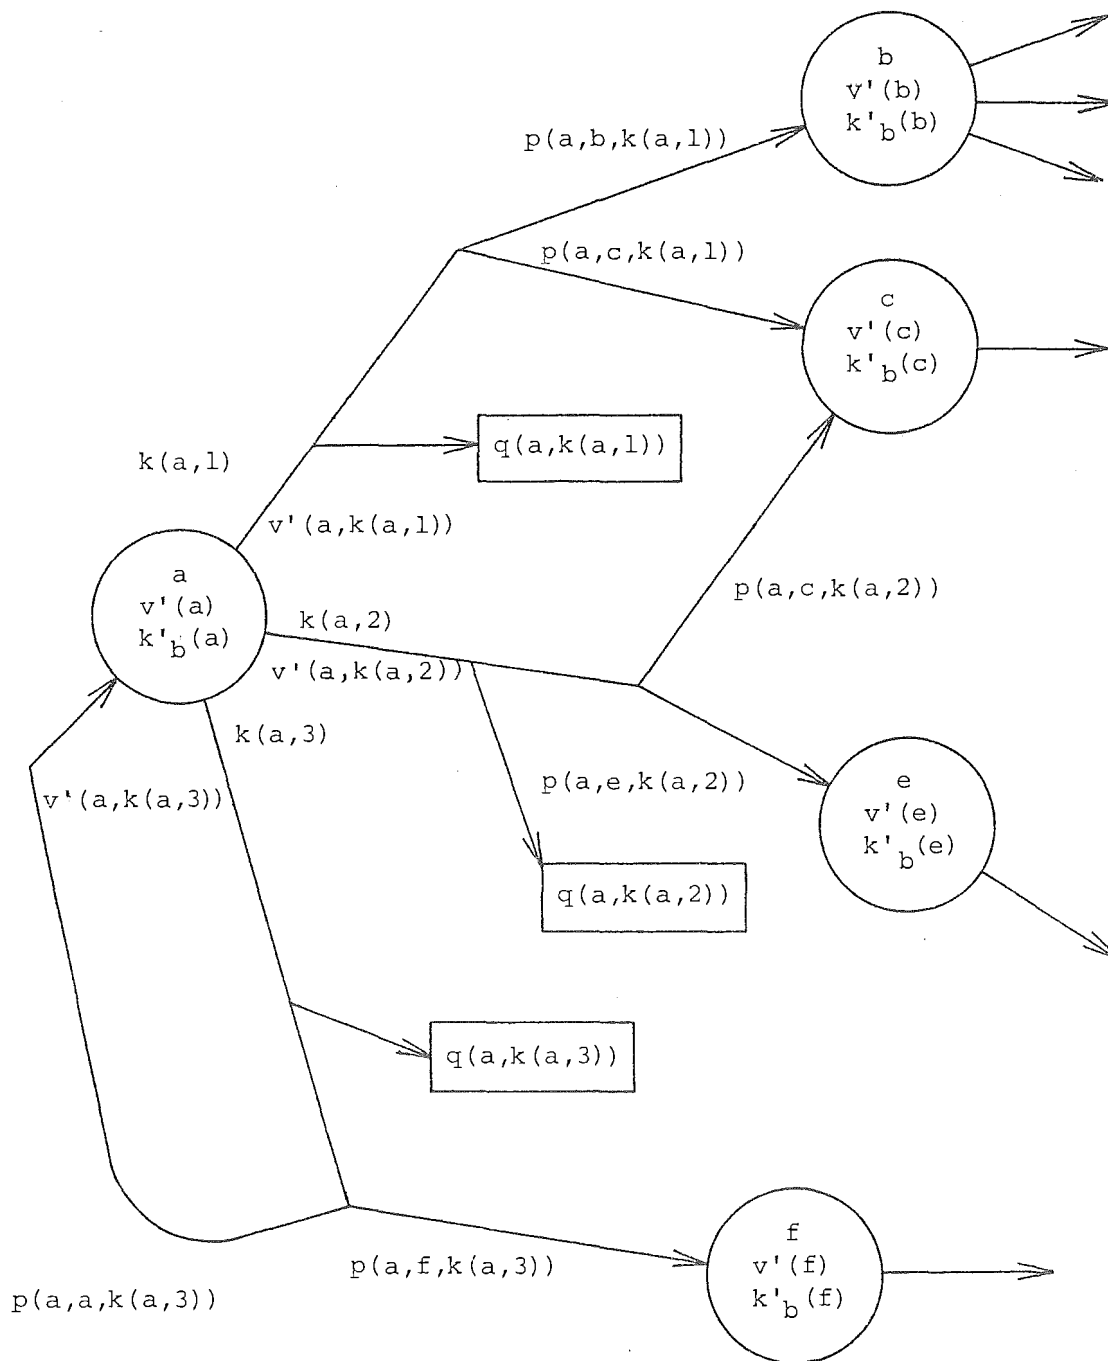 b
v'(b)
k'b(b)
p(a,b,k(a,1))
p(a,c,k(a,1))
c
v'(c)
k'b(c)
q(a,k(a,1))
k(a,1)
v'(a,k(a,1))
a
v'(a)
k'b(a)
k(a,2)
v'(a,k(a,2))
p(a,c,k(a,2))
k(a,3)
v'(a,k(a,3))
p(a,e,k(a,2))
e
v'(e)
k'b(e)
q(a,k(a,2))
q(a,k(a,3))
f
v'(f)
k'b(f)
p(a,f,k(a,3))
p(a,a,k(a,3))